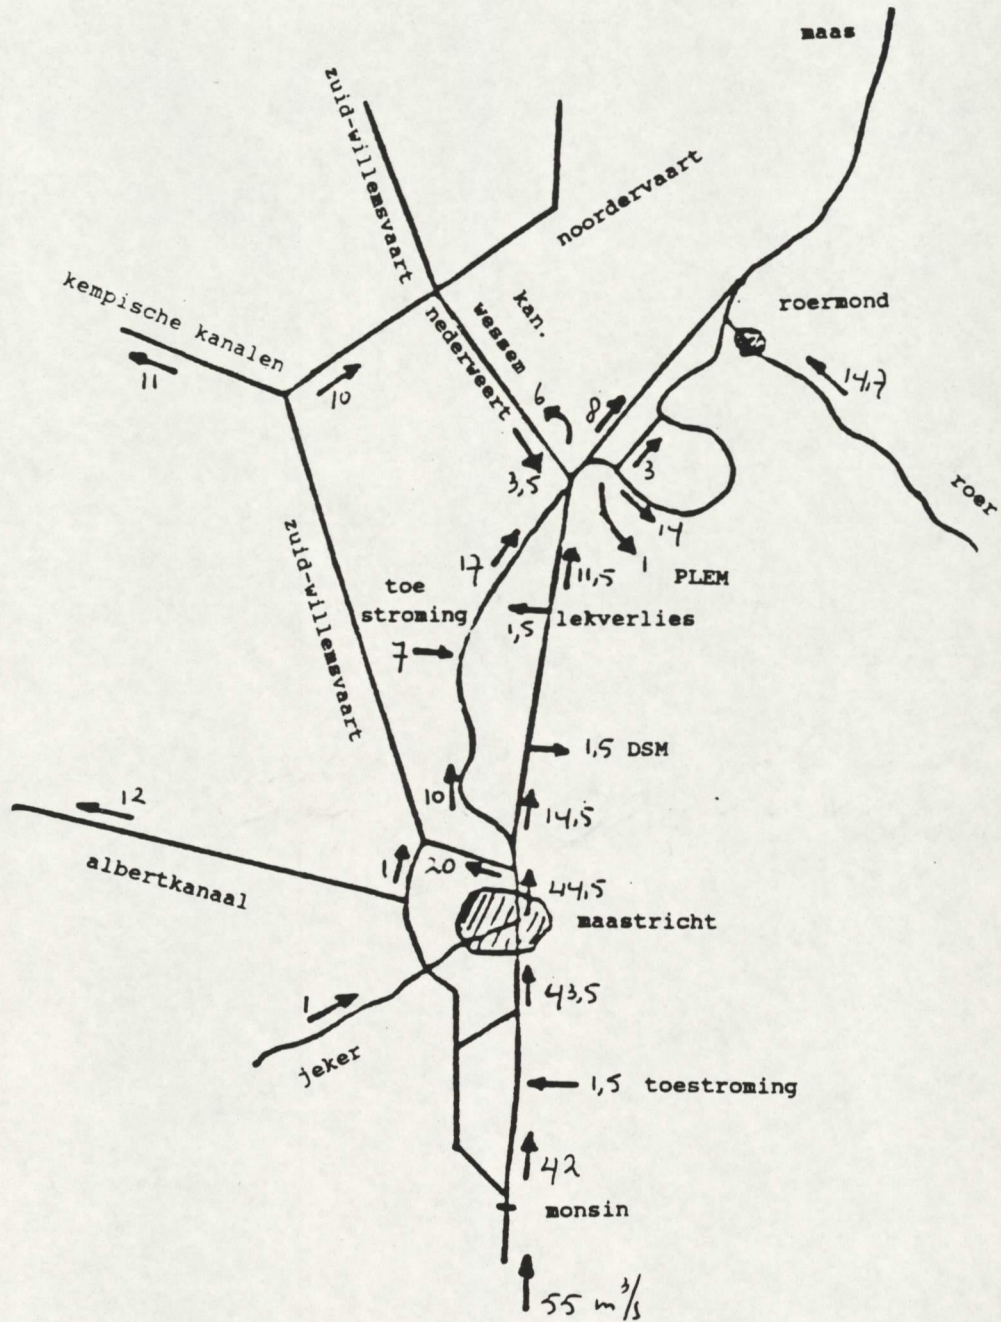 maas
zuid-willemsvaart
noordervaart
kempische kanalen
11
10
kan.
wessem
nederweert
roermond
14,7
6
8
3,5
3
14
1 PLEM
roer
zuid-willemsvaart
17
11,5
toe
stroming
1,5 lekverlies
7
1,5 DSM
10
14,5
12
albertkanaal
1
20
44,5
maastricht
43,5
1
jeker
1,5 toestroming
42
monsin
55 m³/s